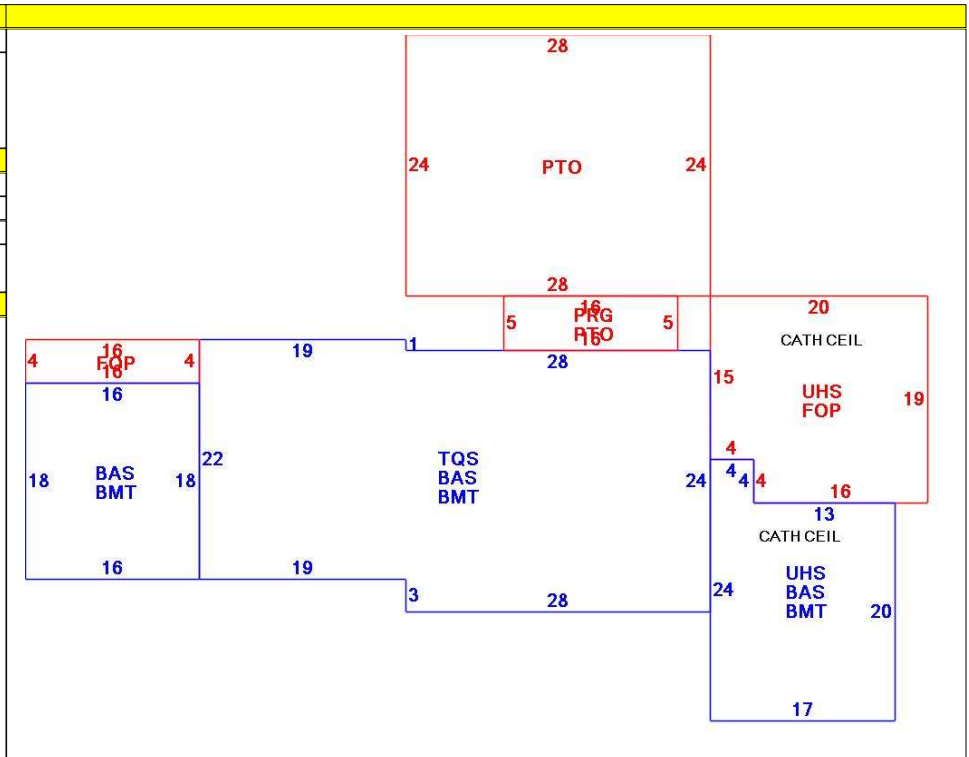 28
24
PTO
24
28
16
20
5
PRG
5
PTO
16
CATH CEIL
16
19
1
28
4
FOP
4
16
16
15
UHS
19
FOP
22
18
BAS
18
BMT
TQS
BAS
BMT
24
4
4
4
4
16
13
CATH CEIL
16
19
3
28
24
UHS
BAS
20
BMT
17